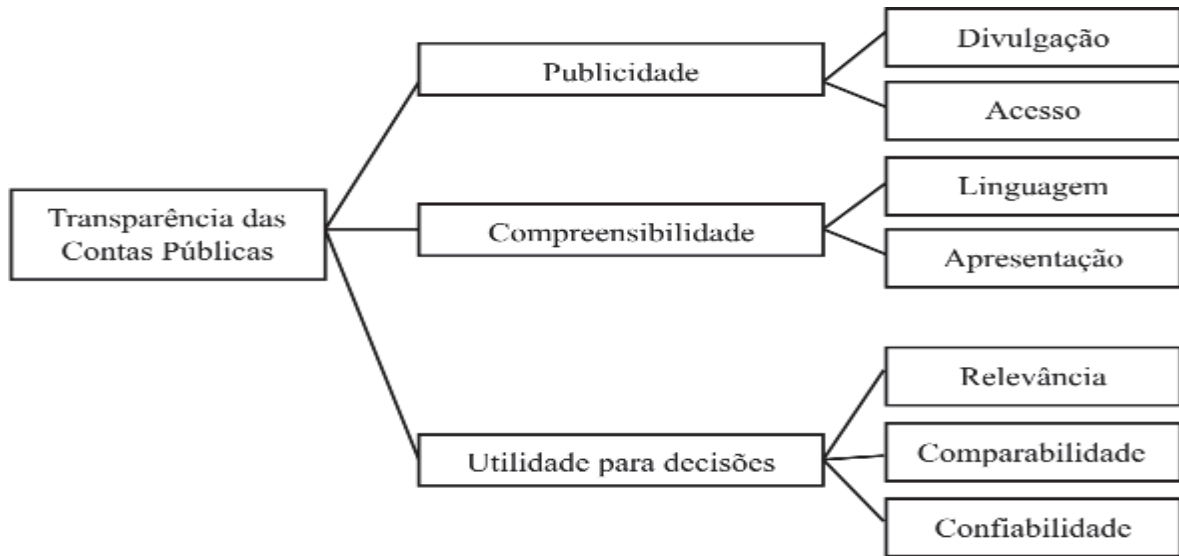 Transparência das
Contas Públicas
Publicidade
Divulgação
Acesso
Compreensibilidade
Linguagem
Apresentação
Utilidade para decisões
Relevância
Comparabilidade
Confiabilidade